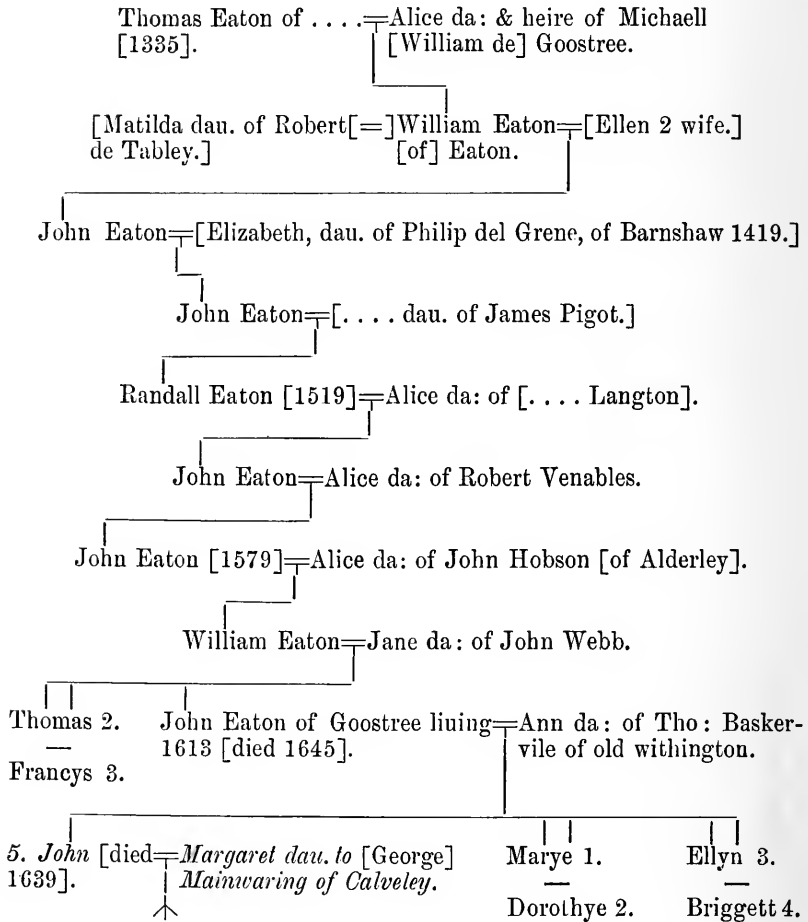 Thomas Eaton of . . . .=Alice da: & heire of Michaell
[1335]. [William de] Goostree.
[Matilda dau. of Robert[=]William Eaton=[Ellen 2 wife.]
de Tabley.] [of] Eaton.
John Eaton=[Elizabeth, dau. of Philip del Grene, of Barnshaw 1419.]
John Eaton=[. . . . dau. of James Pigot.]
Randall Eaton [1519]=Alice da: of [. . . . Langton].
John Eaton=Alice da: of Robert Venables.
John Eaton [1579]=Alice da: of John Hobson [of Alderley].
William Eaton=Jane da: of John Webb.
Thomas 2. John Eaton of Goostree liuing=Ann da: of Tho: Basker-
— 1613 [died 1645]. vile of old withington.
Francys 3.
5. John [died=Margaret dau. to [George] Marye 1. Ellyn 3.
1639]. Mainwaring of Calveley. — —
Dorothye 2. Briggett 4.